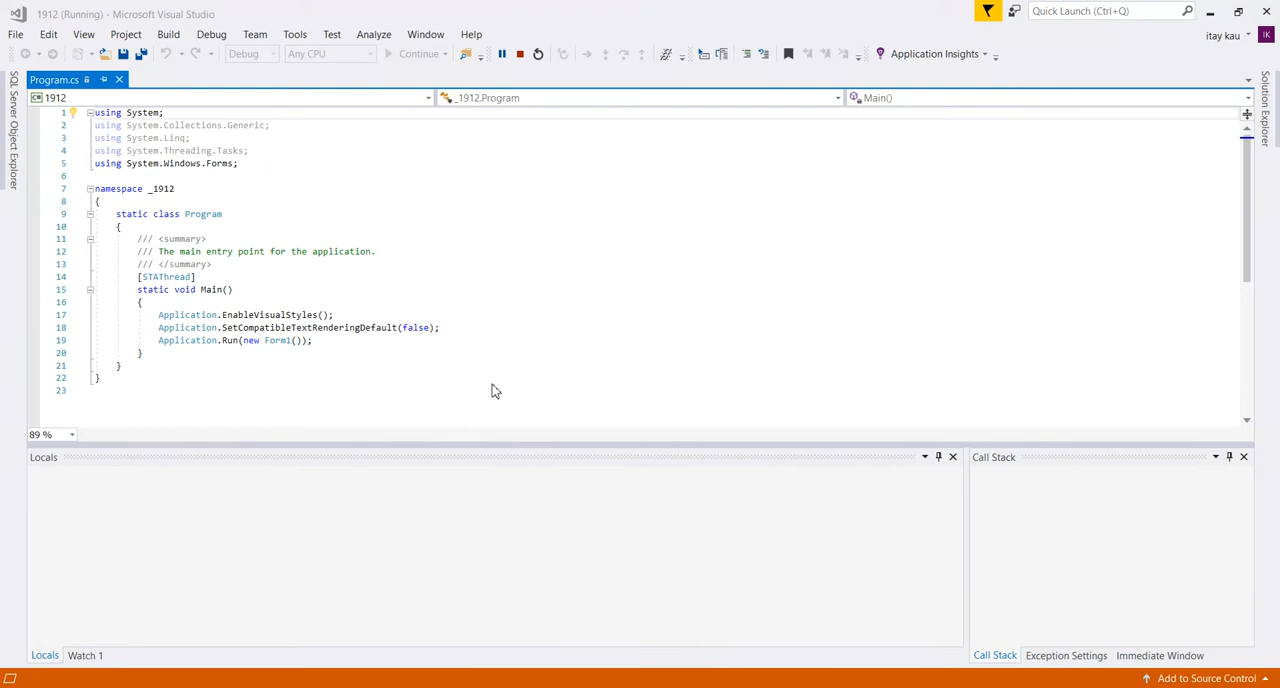 1912 (Running) - Microsoft Visual Studio
Quick Launch (Ctrl+Q)
File Edit View Project Build Debug Team Tools Test Analyze Window Help
itay kau IK
Debug Any CPU Continue Application Insights
SQL Server Object Explorer
Solution Explorer
Program.cs
1912 _1912.Program Main()
1 using System;
2 using System.Collections.Generic;
3 using System.Linq;
4 using System.Threading.Tasks;
5 using System.Windows.Forms;
6
7 namespace _1912
8 {
9 static class Program
10 {
11 /// <summary>
12 /// The main entry point for the application.
13 /// </summary>
14 [STAThread]
15 static void Main()
16 {
17 Application.EnableVisualStyles();
18 Application.SetCompatibleTextRenderingDefault(false);
19 Application.Run(new Form1());
20 }
21 }
22 }
23
89 %
Locals
Call Stack
Locals Watch 1
Call Stack Exception Settings Immediate Window
Add to Source Control